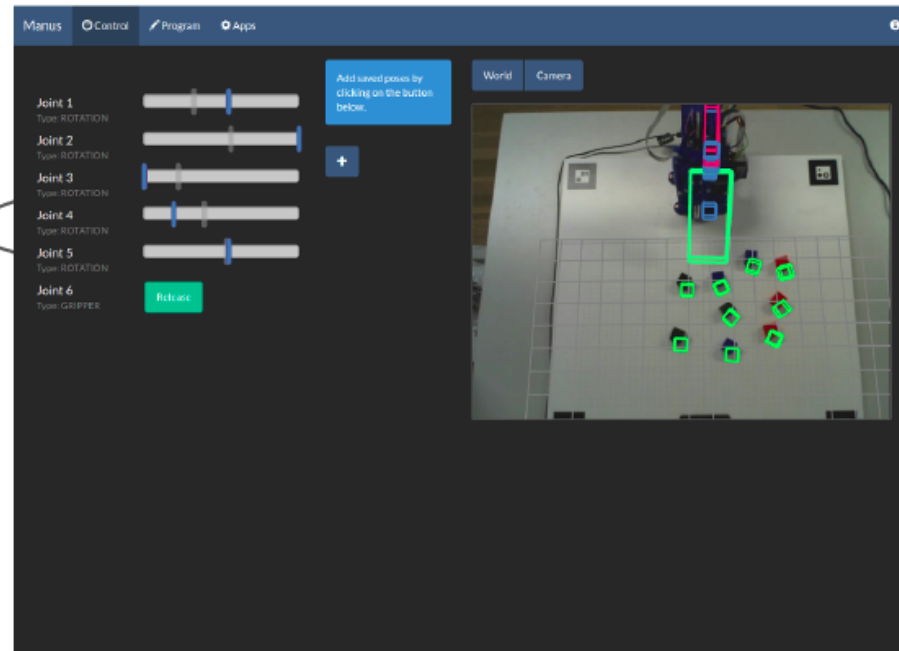 Manus Control Program Apps
Add saved poses by
clicking on the button
below.
+
World Camera
Joint 1
Type: ROTATION
Joint 2
Type: ROTATION
Joint 3
Type: ROTATION
Joint 4
Type: ROTATION
Joint 5
Type: ROTATION
Joint 6
Type: GRIPPER
Release